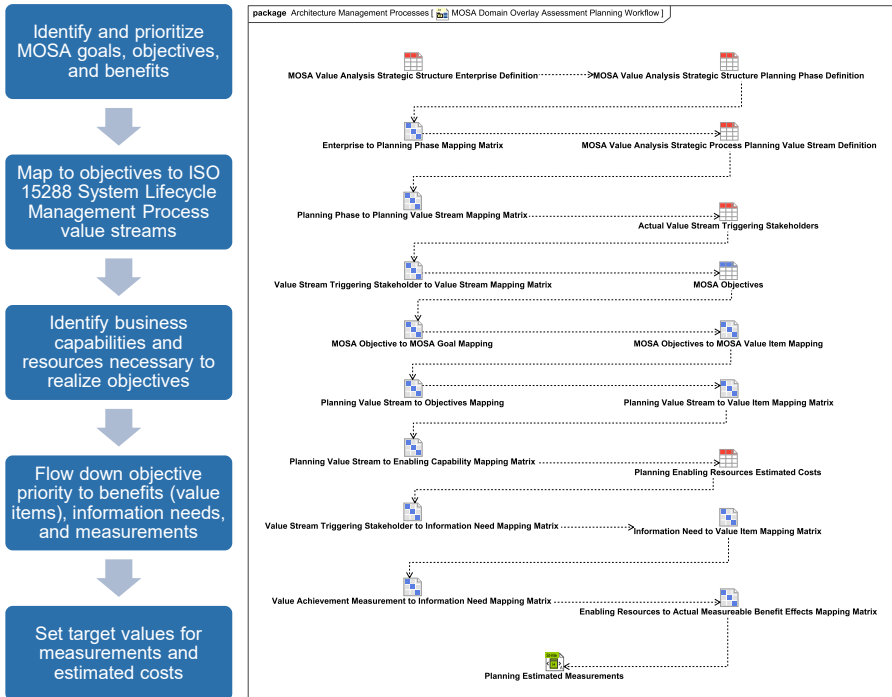 Identify and prioritize
MOSA goals, objectives,
and benefits
Map to objectives to ISO
15288 System Lifecycle
Management Process
value streams
Identify business
capabilities and
resources necessary to
realize objectives
Flow down objective
priority to benefits (value
items), information needs,
and measurements
Set target values for
measurements and
estimated costs
package Architecture Management Processes [ MOSA Domain Overlay Assessment Planning Workflow ]
MOSA Value Analysis Strategic Structure Enterprise Definition
MOSA Value Analysis Strategic Structure Planning Phase Definition
Enterprise to Planning Phase Mapping Matrix
MOSA Value Analysis Strategic Process Planning Value Stream Definition
Planning Phase to Planning Value Stream Mapping Matrix
Actual Value Stream Triggering Stakeholders
Value Stream Triggering Stakeholder to Value Stream Mapping Matrix
MOSA Objectives
MOSA Objective to MOSA Goal Mapping
MOSA Objectives to MOSA Value Item Mapping
Planning Value Stream to Objectives Mapping
Planning Value Stream to Value Item Mapping Matrix
Planning Value Stream to Enabling Capability Mapping Matrix
Planning Enabling Resources Estimated Costs
Value Stream Triggering Stakeholder to Information Need Mapping Matrix
Information Need to Value Item Mapping Matrix
Value Achievement Measurement to Information Need Mapping Matrix
Enabling Resources to Actual Measureable Benefit Effects Mapping Matrix
Planning Estimated Measurements